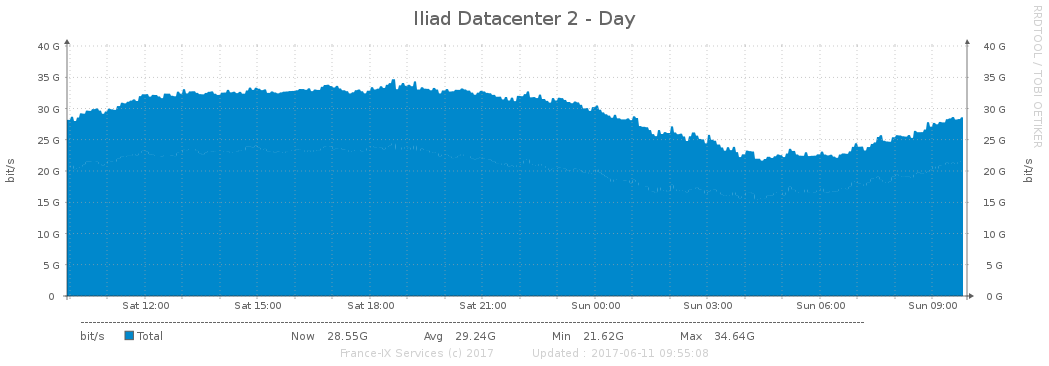 Iliad Datacenter 2 - Day
RRDTOOL / TOBI OETIKER
40 G 40 G
35 G 35 G
30 G 30 G
25 G 25 G
20 G 20 G
15 G 15 G
10 G 10 G
5 G 5 G
0 0 G
bit/s
bit/s
Sat 12:00 Sat 15:00 Sat 18:00 Sat 21:00 Sun 00:00 Sun 03:00 Sun 06:00 Sun 09:00
bit/s Total Now 28.55G Avg 29.24G Min 21.62G Max 34.64G
France-IX Services (c) 2017 Updated : 2017-06-11 09:55:08